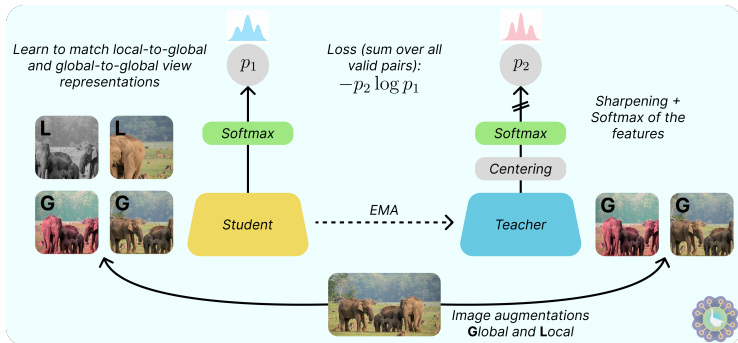 Learn to match local-to-global
and global-to-global view
representations
p₁
Loss (sum over all
valid pairs):
−p₂ log p₁
p₂
Sharpening +
Softmax of the
features
L
L
Softmax
Softmax
Centering
G
G
Student
EMA
Teacher
G
G
Image augmentations
Global and Local